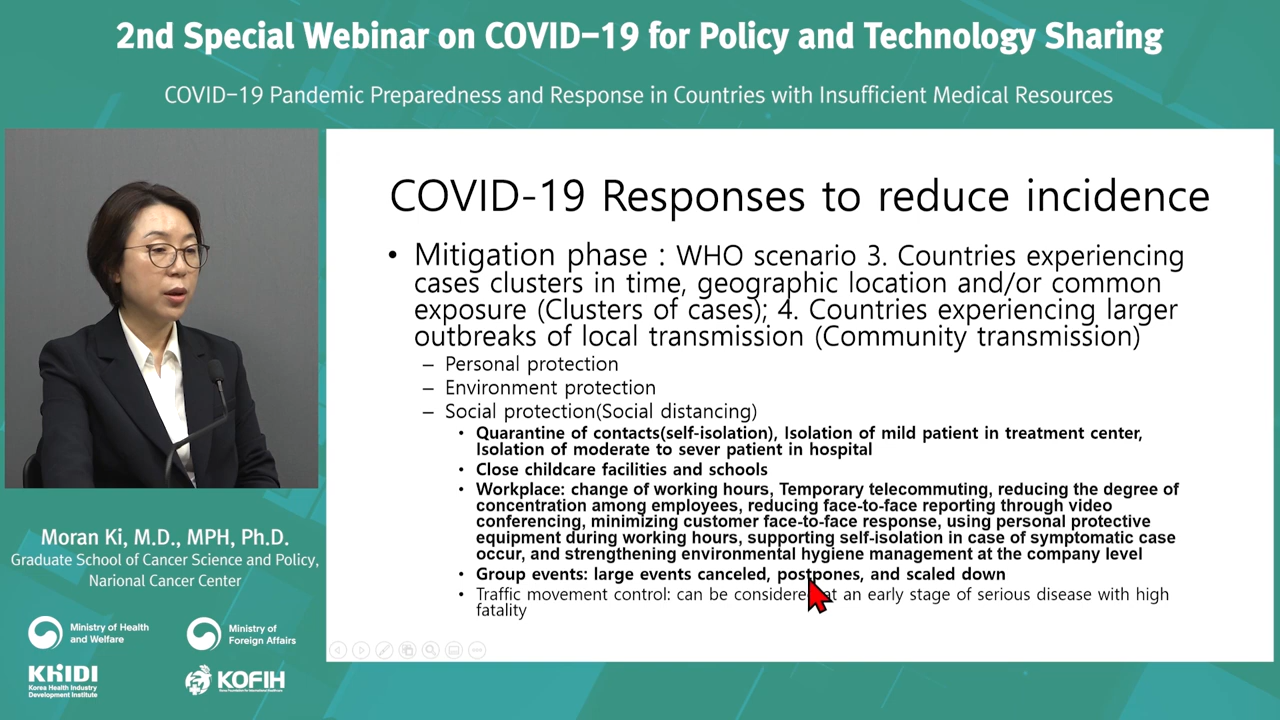 2nd Special Webinar on COVID-19 for Policy and Technology Sharing
COVID-19 Pandemic Preparedness and Response in Countries with Insufficient Medical Resources
COVID-19 Responses to reduce incidence
• Mitigation phase : WHO scenario 3. Countries experiencing
cases clusters in time, geographic location and/or common
exposure (Clusters of cases); 4. Countries experiencing larger
outbreaks of local transmission (Community transmission)
– Personal protection
– Environment protection
– Social protection(Social distancing)
• Quarantine of contacts(self-isolation), Isolation of mild patient in treatment center,
Isolation of moderate to sever patient in hospital
• Close childcare facilities and schools
• Workplace: change of working hours, Temporary telecommuting, reducing the degree of
concentration among employees, reducing face-to-face reporting through video
conferencing, minimizing customer face-to-face response, using personal protective
equipment during working hours, supporting self-isolation in case of symptomatic case
occur, and strengthening environmental hygiene management at the company level
• Group events: large events canceled, postpones, and scaled down
• Traffic movement control: can be considered at an early stage of serious disease with high
fatality
Moran Ki, M.D., MPH, Ph.D.
Graduate School of Cancer Science and Policy,
Narional Cancer Center
Ministry of Health
and Welfare
Ministry of
Foreign Affairs
KHIDI
Korea Health Industry
Development Institute
KOFIH
Korea Foundation for International Healthcare